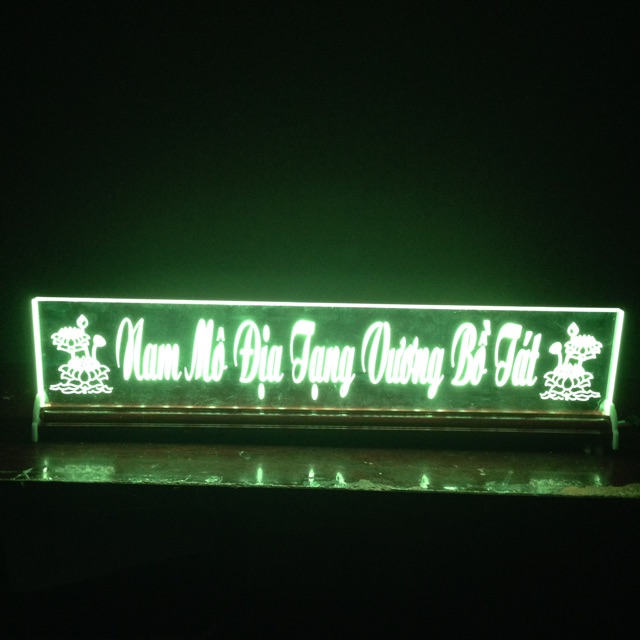 Nam Mô Địa Tạng Vương Bồ Tát